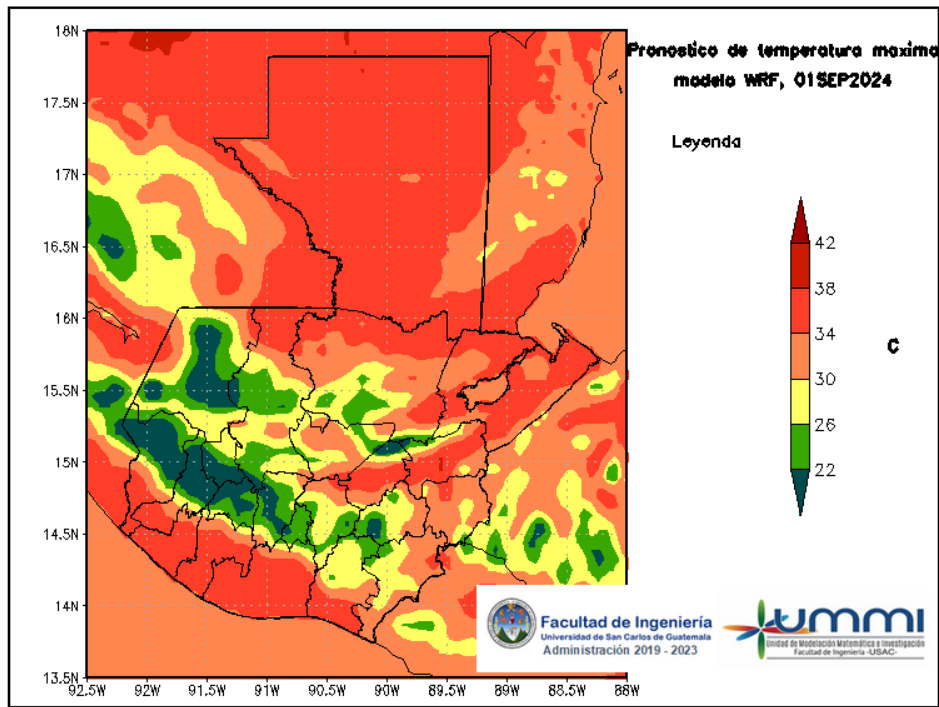 Pronostico de temperatura maxima
modelo WRF, 01SEP2024
Leyenda
18N
17.5N
17N
16.5N
16N
15.5N
15N
14.5N
14N
13.5N
92.5W
92W
91.5W
91W
90.5W
90W
89.5W
89W
88.5W
88W
42
38
34
30
26
22
C
Facultad de Ingeniería
Universidad de San Carlos de Guatemala
Administración 2019 - 2023
UMMI
Unidad de Modelación Matemática e Investigación
Facultad de Ingeniería -USAC-